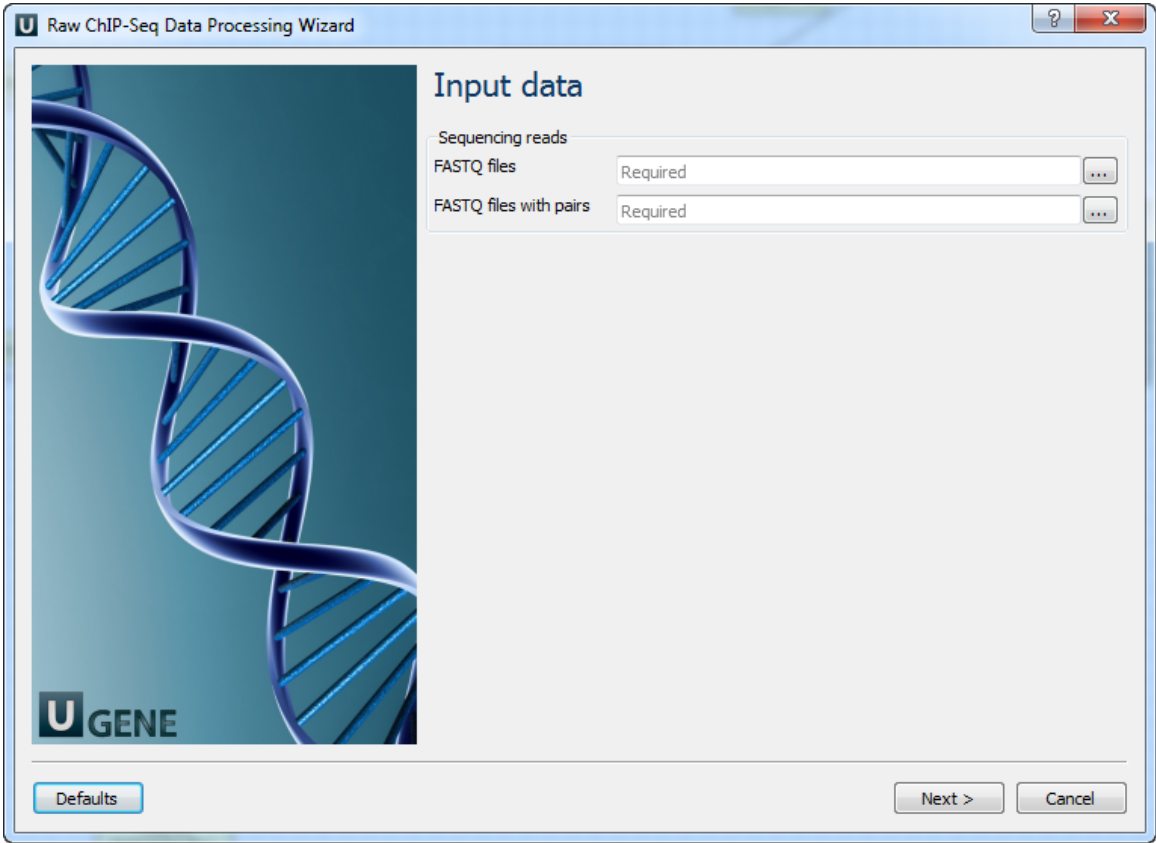 U Raw ChIP-Seq Data Processing Wizard
?
X
Input data
Sequencing reads
FASTQ files Required ...
FASTQ files with pairs Required ...
U GENE
Defaults Next > Cancel